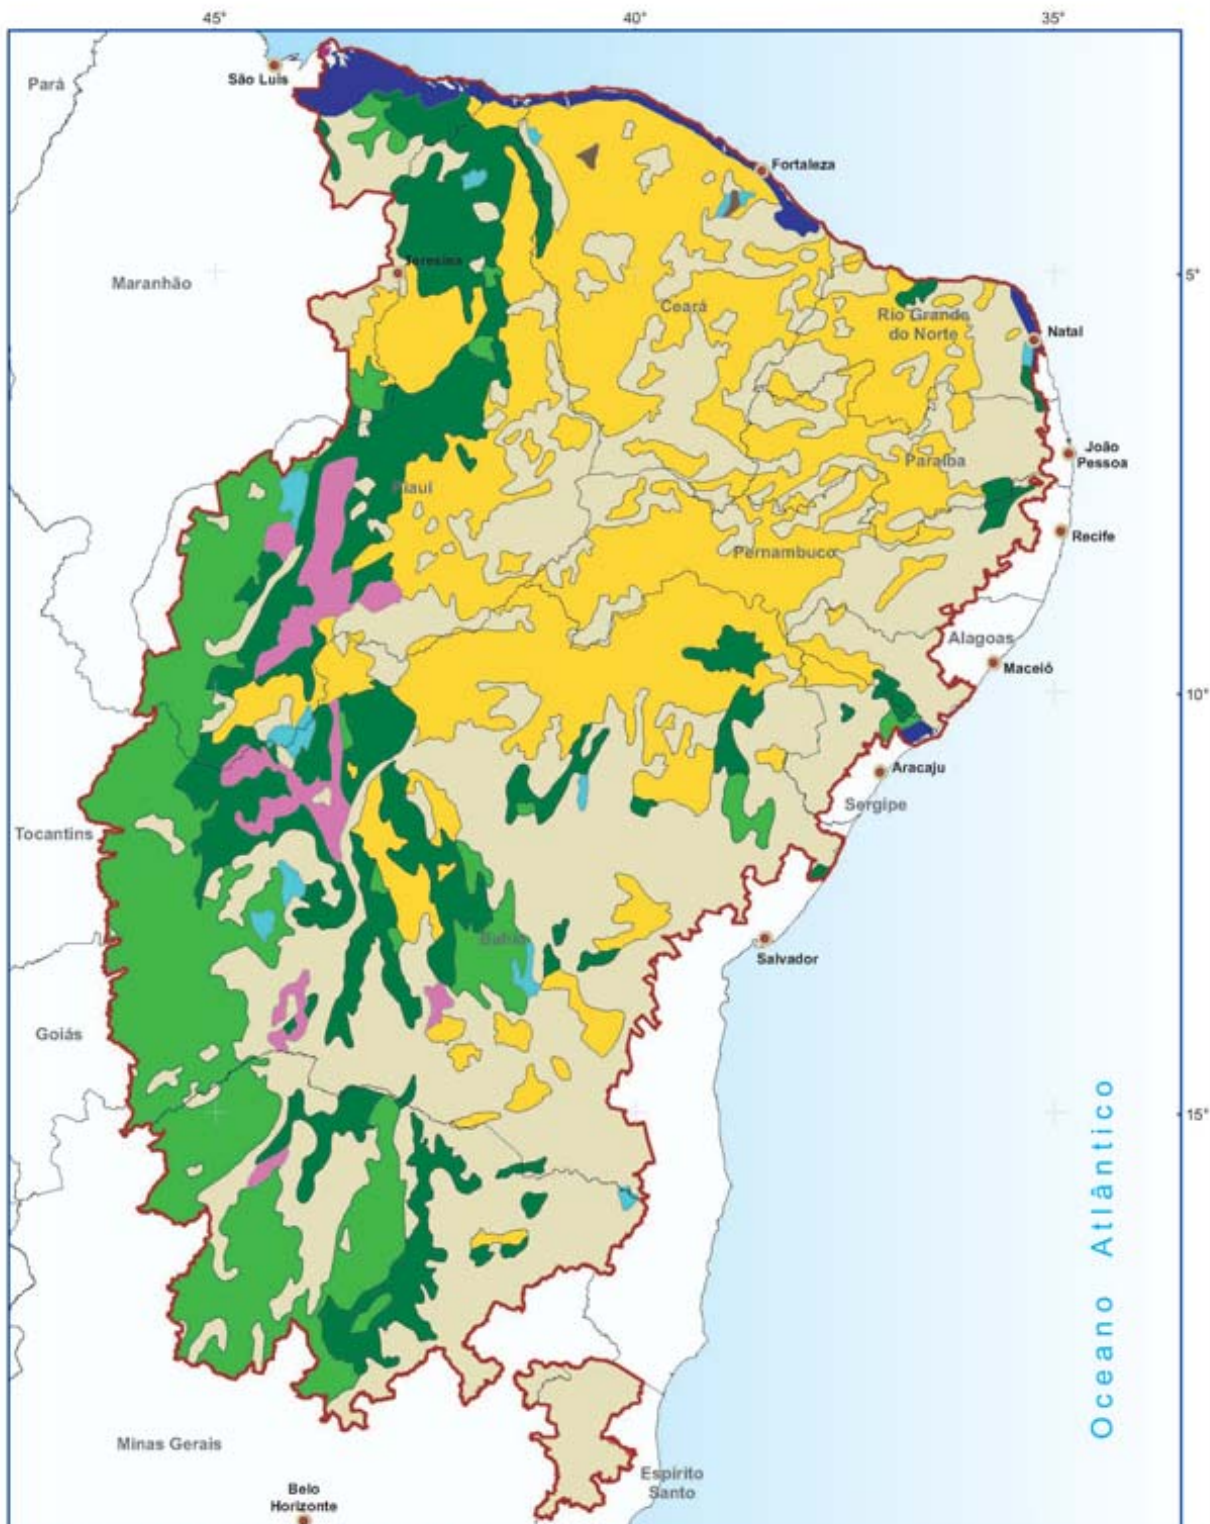 45°
40°
35°
Pará
São Luís
Fortaleza
Teresina
5°
Maranhão
Ceará
Rio Grande
do Norte
Natal
João
Pessoa
Paraíba
Piauí
Recife
Pernambuco
Alagoas
Maceió
10°
Aracaju
Sergipe
Tocantins
Bahia
Salvador
Goiás
15°
Oceano Atlântico
Minas Gerais
Espírito
Santo
Belo
Horizonte